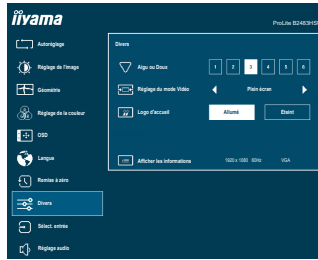 iiyama
ProLite B2483HS
Autoréglage
Réglage de l'image
Géométrie
Réglage de la couleur
OSD
Langue
Remise à zéro
Divers
Sélect. entrée
Réglage audio
Divers
Aigu ou Doux
1 2 3 4 5 6
Réglage du mode Vidéo
Plein écran
Logo d'accueil
Allumé
Eteint
Afficher les informations
1920 x 1080 60Hz VGA